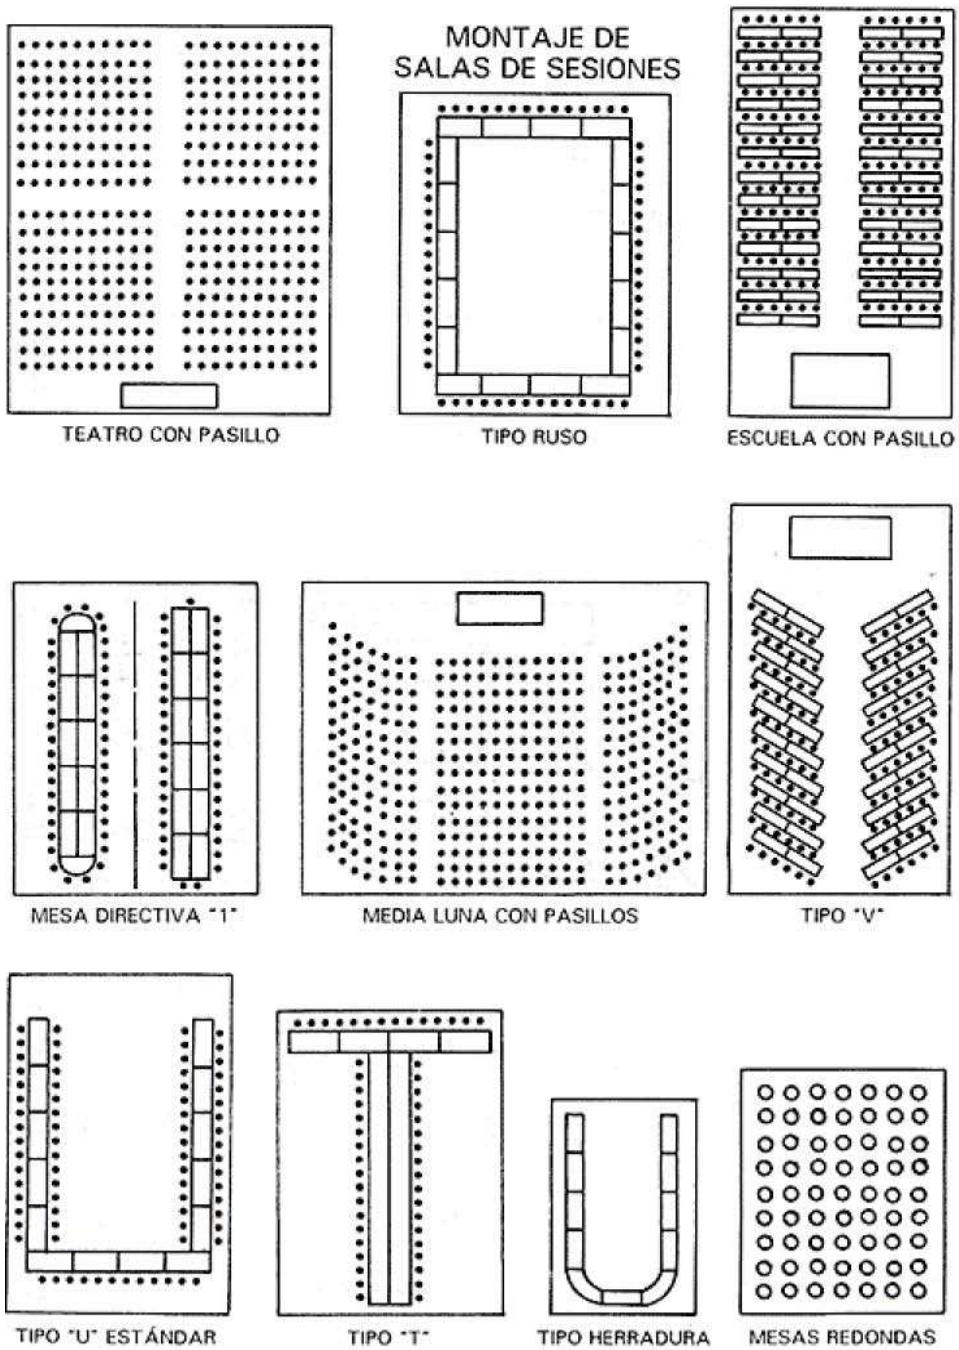 MONTAJE DE
SALAS DE SESIONES
TEATRO CON PASILLO
TIPO RUSO
ESCUELA CON PASILLO
MESA DIRECTIVA "1"
MEDIA LUNA CON PASILLOS
TIPO "V"
TIPO "U" ESTÁNDAR
TIPO "T"
TIPO HERRADURA
MESAS REDONDAS